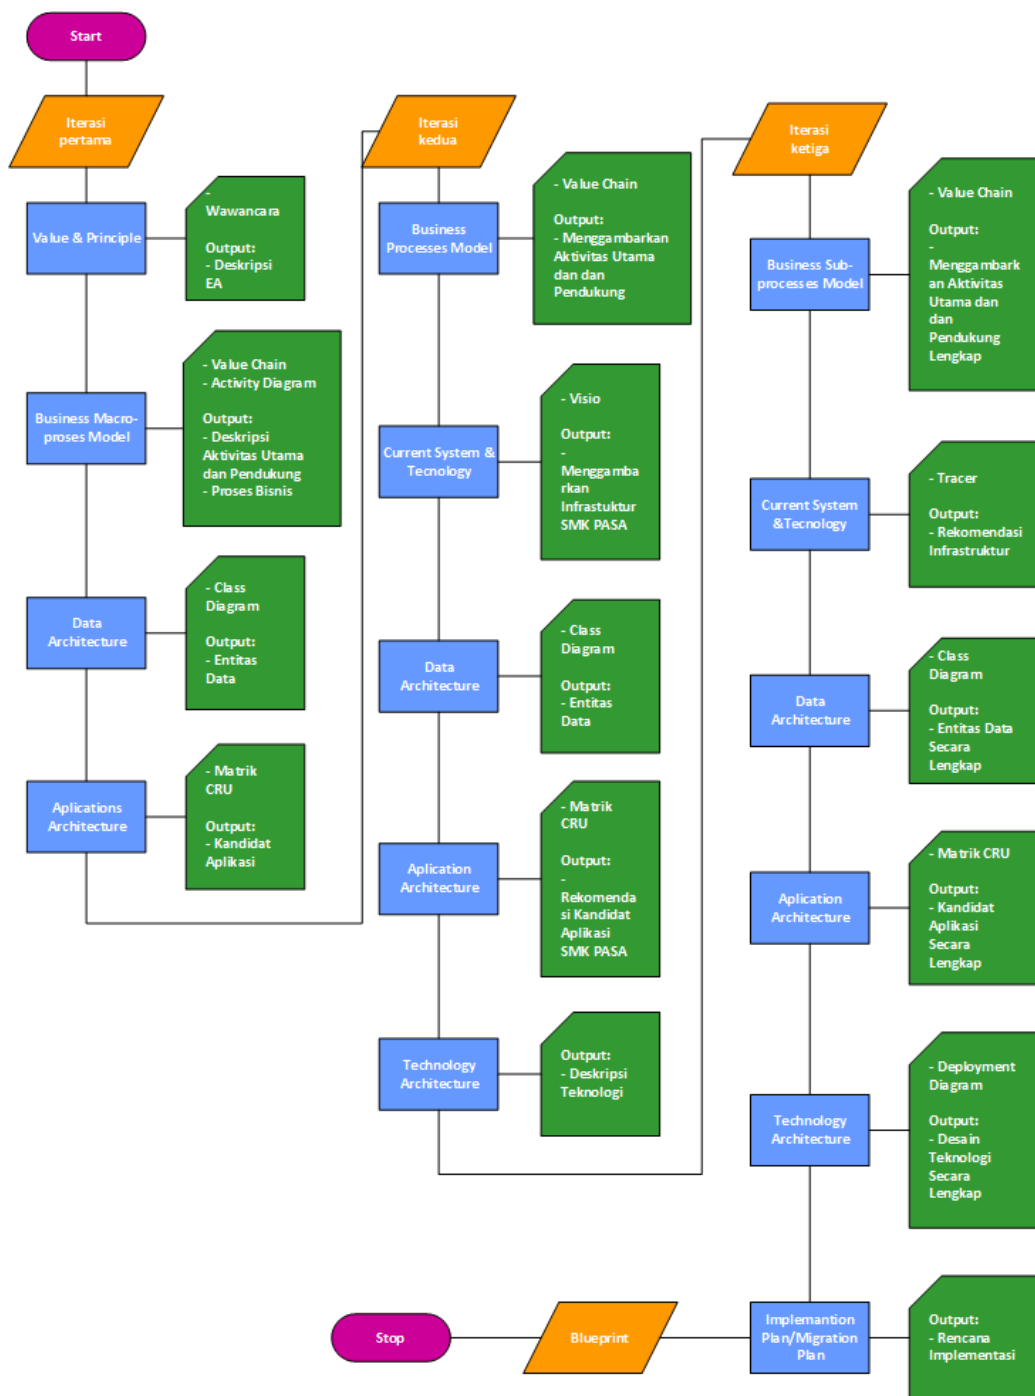 Start
Iterasi
pertama
Value & Principle
-
Wawancara
Output:
- Deskripsi
EA
Business Macro-
proses Model
- Value Chain
- Activity Diagram
Output:
- Deskripsi
Aktivitas Utama
dan Pendukung
- Proses Bisnis
Data
Architecture
- Class
Diagram
Output:
- Entitas
Data
Aplications
Architecture
- Matrik
CRU
Output:
- Kandidat
Aplikasi
Iterasi
kedua
Business
Processes Model
- Value Chain
Output:
- Menggambarkan
Aktivitas Utama
dan dan
Pendukung
Current System &
Tecnology
- Visio
Output:
-
Menggamba
rkan
Infrastuktur
SMK PASA
Data
Architecture
- Class
Diagram
Output:
- Entitas
Data
Aplication
Architecture
- Matrik
CRU
Output:
-
Rekomenda
si Kandidat
Aplikasi
SMK PASA
Technology
Architecture
Output:
- Deskripsi
Teknologi
Iterasi
ketiga
Business Sub-
processes Model
- Value Chain
Output:
-
Menggambark
an Aktivitas
Utama dan
dan
Pendukung
Lengkap
Current System
&Tecnology
- Tracer
Output:
- Rekomendasi
Infrastruktur
Data
Architecture
- Class
Diagram
Output:
- Entitas Data
Secara
Lengkap
Aplication
Architecture
- Matrik CRU
Output:
- Kandidat
Aplikasi
Secara
Lengkap
Technology
Architecture
- Deployment
Diagram
Output:
- Desain
Teknologi
Secara
Lengkap
Implemantion
Plan/Migration
Plan
Output:
- Rencana
Implementasi
Blueprint
Stop